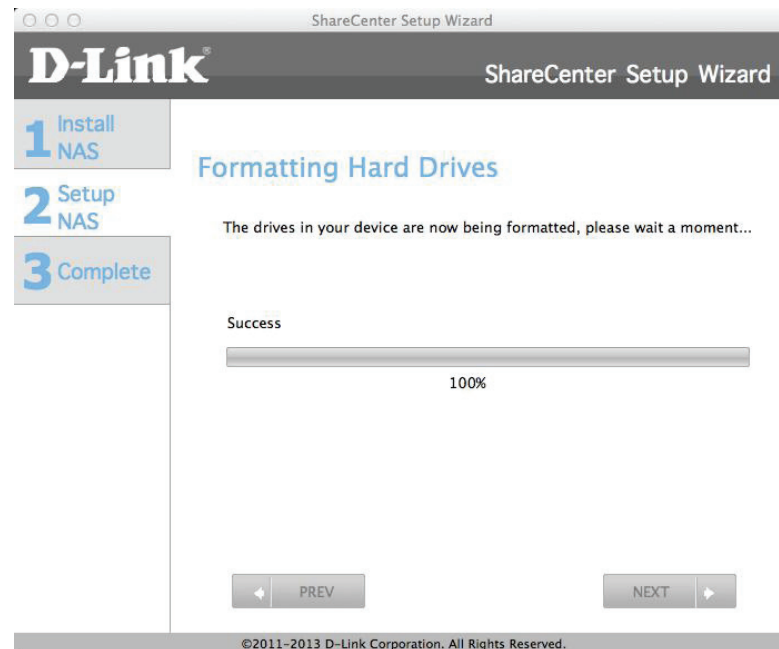 ShareCenter Setup Wizard
D-Link®
ShareCenter Setup Wizard
1 Install
NAS
2 Setup
NAS
3 Complete
Formatting Hard Drives
The drives in your device are now being formatted, please wait a moment...
Success
100%
PREV
NEXT
©2011-2013 D-Link Corporation. All Rights Reserved.